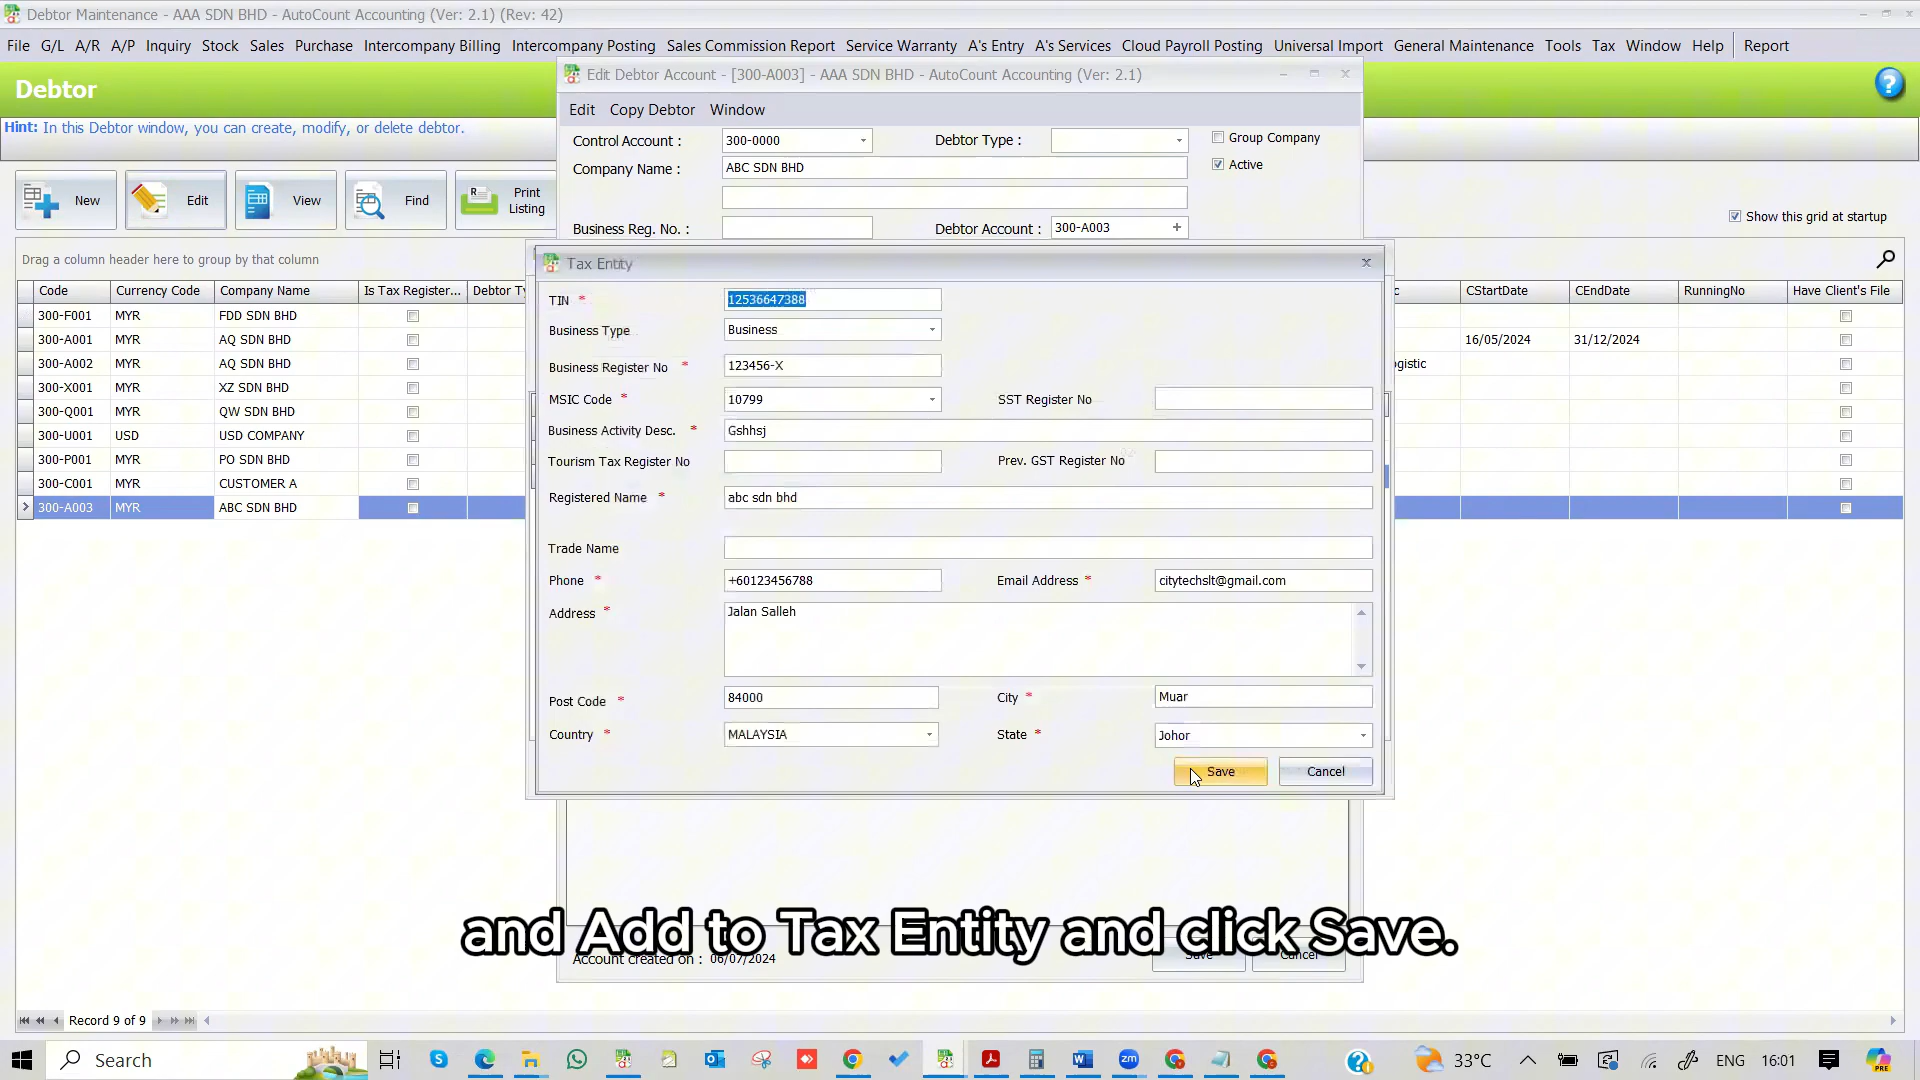 Debtor Maintenance - AAA SDN BHD - AutoCount Accounting (Ver: 2.1) (Rev: 42)
File G/L A/R A/P Inquiry Stock Sales Purchase Intercompany Billing Intercompany Posting Sales Commission Report Service Warranty A's Entry A's Services Cloud Payroll Posting Universal Import General Maintenance Tools Tax Window Help Report
Debtor
Hint: In this Debtor window, you can create, modify, or delete debtor.
New Edit View Find Print Listing
Show this grid at startup
Edit Debtor Account - [300-A003] - AAA SDN BHD - AutoCount Accounting (Ver: 2.1)
Edit Copy Debtor Window
Control Account : 300-0000 Debtor Type : Group Company
Company Name : ABC SDN BHD Active
Business Reg. No. : Debtor Account : 300-A003
Drag a column header here to group by that column
Code Currency Code Company Name Is Tax Register... Debtor Ty CStartDate CEndDate RunningNo Have Client's File
300-F001 MYR FDD SDN BHD
300-A001 MYR AQ SDN BHD 16/05/2024 31/12/2024
300-A002 MYR AQ SDN BHD gistic
300-X001 MYR XZ SDN BHD
300-Q001 MYR QW SDN BHD
300-U001 USD USD COMPANY
300-P001 MYR PO SDN BHD
300-C001 MYR CUSTOMER A
300-A003 MYR ABC SDN BHD
Tax Entity
TIN * 12536647388
Business Type Business
Business Register No * 123456-X
MSIC Code * 10799 SST Register No
Business Activity Desc. * Gshhsj
Tourism Tax Register No Prev. GST Register No
Registered Name * abc sdn bhd
Trade Name
Phone * +60123456788 Email Address * citytechslt@gmail.com
Address * Jalan Salleh
Post Code * 84000 City * Muar
Country * MALAYSIA State * Johor
Save Cancel
and Add to Tax Entity and click Save.
Account created on : 06/07/2024 Save Cancel
Record 9 of 9
Search 33°C ENG 16:01
PRE